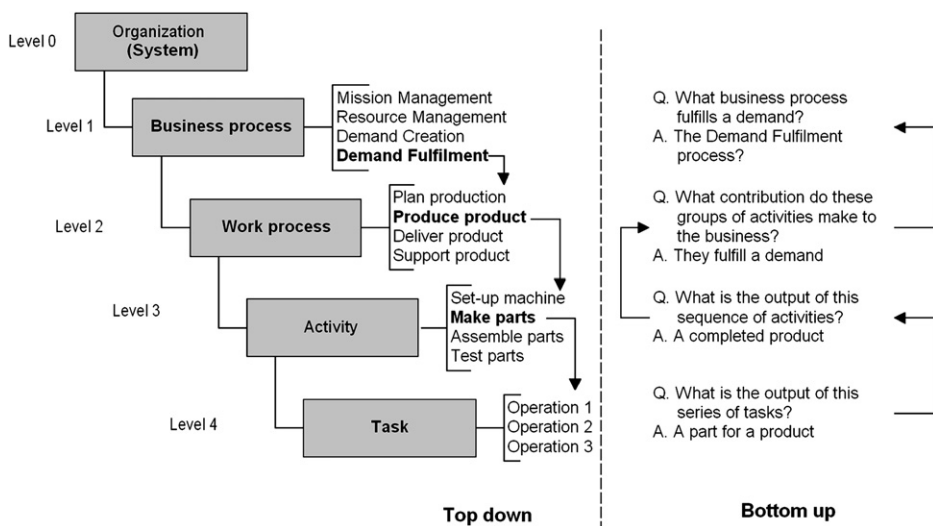 Level 0
Organization
(System)
Level 1
Business process
Mission Management
Resource Management
Demand Creation
Demand Fulfilment
Level 2
Work process
Plan production
Produce product
Deliver product
Support product
Level 3
Activity
Set-up machine
Make parts
Assemble parts
Test parts
Level 4
Task
Operation 1
Operation 2
Operation 3
Top down
Q. What business process
fulfills a demand?
A. The Demand Fulfilment
process?
Q. What contribution do these
groups of activities make to
the business?
A. They fulfill a demand
Q. What is the output of this
sequence of activities?
A. A completed product
Q. What is the output of this
series of tasks?
A. A part for a product
Bottom up